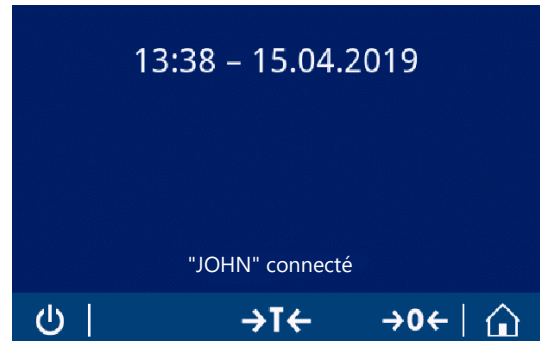 13:38 – 15.04.2019
"JOHN" connecté
→T← →0←